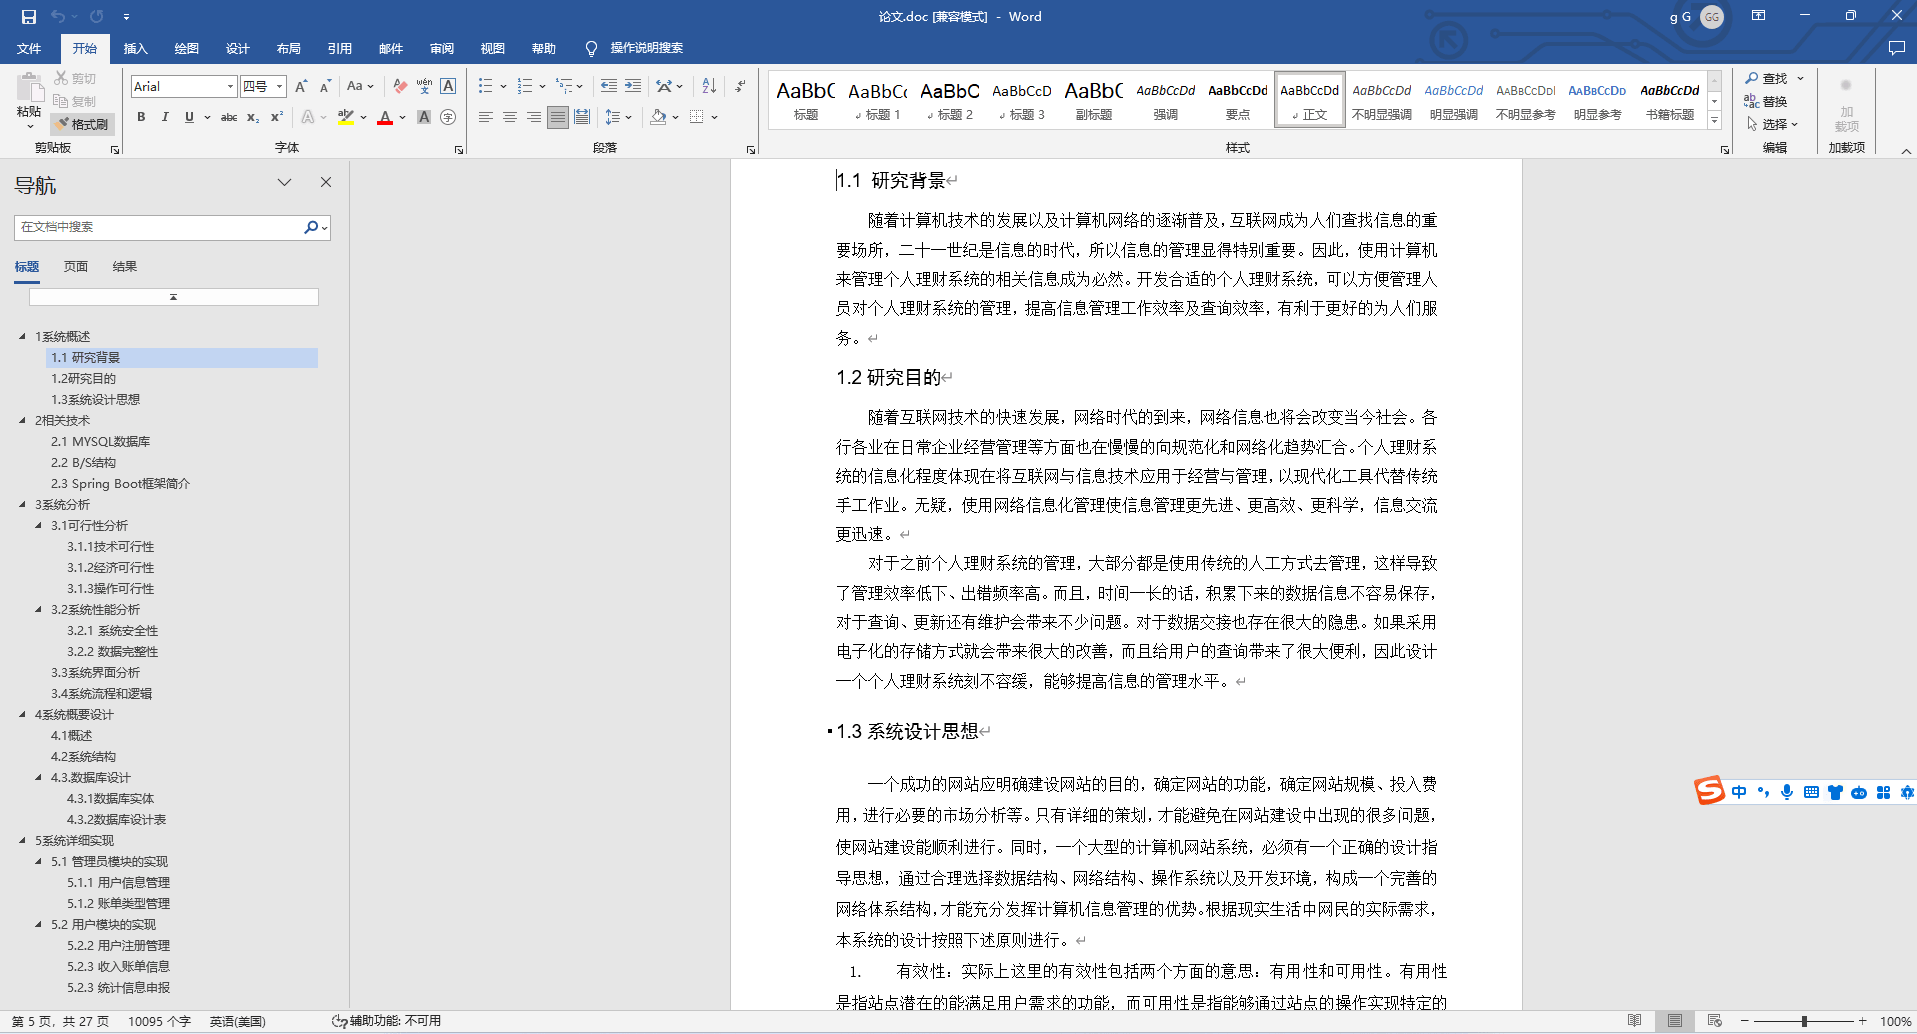 论文.doc [兼容模式] - Word
g G
GG
文件 开始 插入 绘图 设计 布局 引用 邮件 审阅 视图 帮助 操作说明搜索
粘贴
剪切
复制
格式刷
剪贴板
Arial 四号 Aa wén 文 A
B I U abc x₂ x² A ab A A 字
字体
段落
AaBbC AaBbCc AaBbC AaBbCcD AaBbC AaBbCcDd AaBbCcDd AaBbCcDd AaBbCcDd AaBbCcDd AaBbCcDdI AaBbCcDd AaBbCcDd
标题 标题 1 标题 2 标题 3 副标题 强调 要点 正文 不明显强调 明显强调 不明显参考 明显参考 书籍标题
样式
查找
替换
选择
编辑
加
载项
加载项
导航
在文档中搜索
标题 页面 结果
1系统概述
1.1 研究背景
1.2研究目的
1.3系统设计思想
2相关技术
2.1 MYSQL数据库
2.2 B/S结构
2.3 Spring Boot框架简介
3系统分析
3.1可行性分析
3.1.1技术可行性
3.1.2经济可行性
3.1.3操作可行性
3.2系统性能分析
3.2.1 系统安全性
3.2.2 数据完整性
3.3系统界面分析
3.4系统流程和逻辑
4系统概要设计
4.1概述
4.2系统结构
4.3.数据库设计
4.3.1数据库实体
4.3.2数据库设计表
5系统详细实现
5.1 管理员模块的实现
5.1.1 用户信息管理
5.1.2 账单类型管理
5.2 用户模块的实现
5.2.2 用户注册管理
5.2.3 收入账单信息
5.2.3 统计信息申报
1.1 研究背景
随着计算机技术的发展以及计算机网络的逐渐普及，互联网成为人们查找信息的重
要场所，二十一世纪是信息的时代，所以信息的管理显得特别重要。因此，使用计算机
来管理个人理财系统的相关信息成为必然。开发合适的个人理财系统，可以方便管理人
员对个人理财系统的管理，提高信息管理工作效率及查询效率，有利于更好的为人们服
务。
1.2 研究目的
随着互联网技术的快速发展，网络时代的到来，网络信息也将会改变当今社会。各
行各业在日常企业经营管理等方面也在慢慢的向规范化和网络化趋势汇合。个人理财系
统的信息化程度体现在将互联网与信息技术应用于经营与管理，以现代化工具代替传统
手工作业。无疑，使用网络信息化管理使信息管理更先进、更高效、更科学，信息交流
更迅速。
对于之前个人理财系统的管理，大部分都是使用传统的人工方式去管理，这样导致
了管理效率低下、出错频率高。而且，时间一长的话，积累下来的数据信息不容易保存，
对于查询、更新还有维护会带来不少问题。对于数据交接也存在很大的隐患。如果采用
电子化的存储方式就会带来很大的改善，而且给用户的查询带来了很大便利，因此设计
一个个人理财系统刻不容缓，能够提高信息的管理水平。
1.3 系统设计思想
一个成功的网站应明确建设网站的目的，确定网站的功能，确定网站规模、投入费
用，进行必要的市场分析等。只有详细的策划，才能避免在网站建设中出现的很多问题，
使网站建设能顺利进行。同时，一个大型的计算机网站系统，必须有一个正确的设计指
导思想，通过合理选择数据结构、网络结构、操作系统以及开发环境，构成一个完善的
网络体系结构，才能充分发挥计算机信息管理的优势。根据现实生活中网民的实际需求，
本系统的设计按照下述原则进行。
1. 有效性：实际上这里的有效性包括两个方面的意思：有用性和可用性。有用性
是指站点潜在的能满足用户需求的功能，而可用性是指能够通过站点的操作实现特定的
中
第 5 页，共 27 页 10095 个字 英语(美国) 辅助功能: 不可用 100%